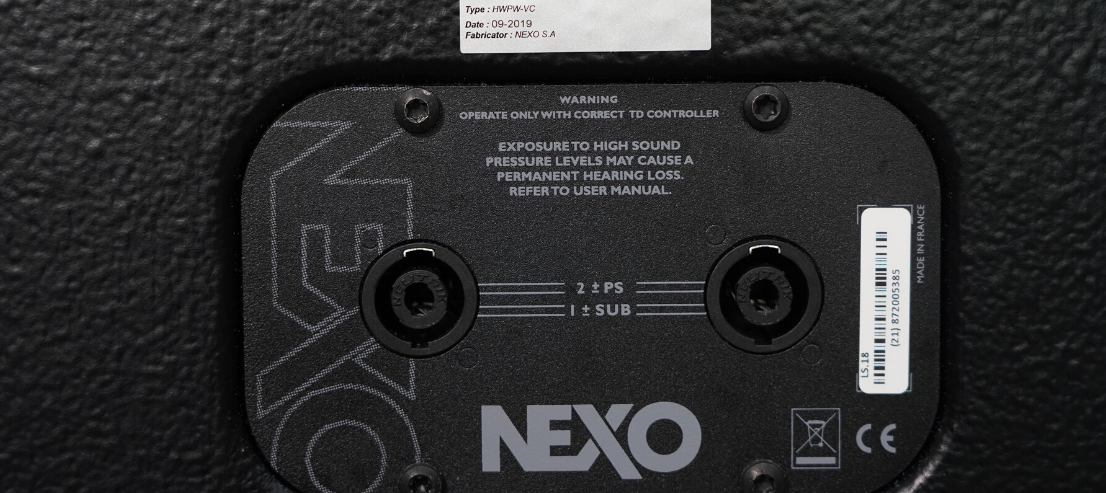 Type : HWPW-VC
Date : 09-2019
Fabricator : NEXO S.A
WARNING
OPERATE ONLY WITH CORRECT TD CONTROLLER
EXPOSURE TO HIGH SOUND
PRESSURE LEVELS MAY CAUSE A
PERMANENT HEARING LOSS.
REFER TO USER MANUAL.
NEXO
2 ± PS
1 ± SUB
LS.18
(21) 872005385
MADE IN FRANCE
NEXO
CE